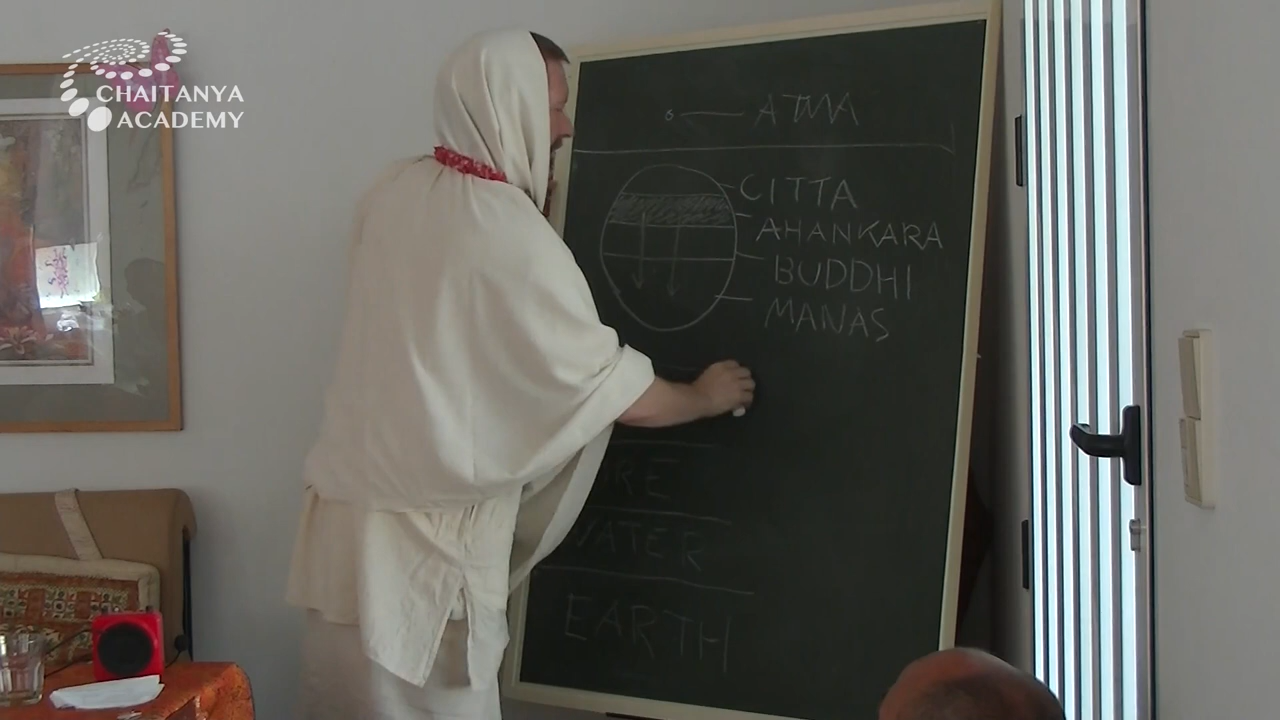 CHAITANYA
ACADEMY
ATMA
CITTA
AHANKARA
BUDDHI
MANAS
WATER
EARTH